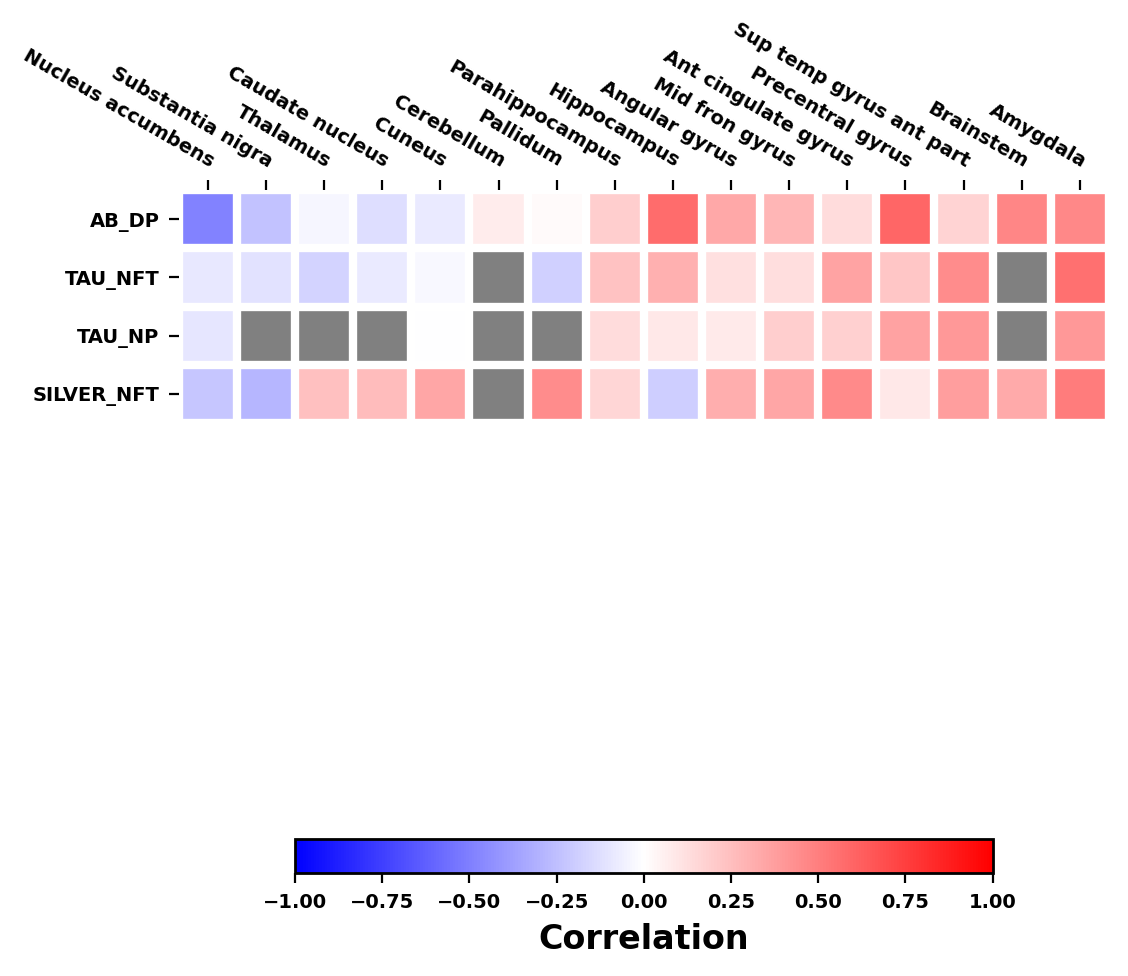 Nucleus accumbens
Substantia nigra
Thalamus
Caudate nucleus
Cuneus
Cerebellum
Pallidum
Parahippocampus
Hippocampus
Angular gyrus
Mid fron gyrus
Ant cingulate gyrus
Precentral gyrus
Sup temp gyrus ant part
Brainstem
Amygdala
AB_DP
TAU_NFT
TAU_NP
SILVER_NFT
−1.00 −0.75 −0.50 −0.25 0.00 0.25 0.50 0.75 1.00
Correlation